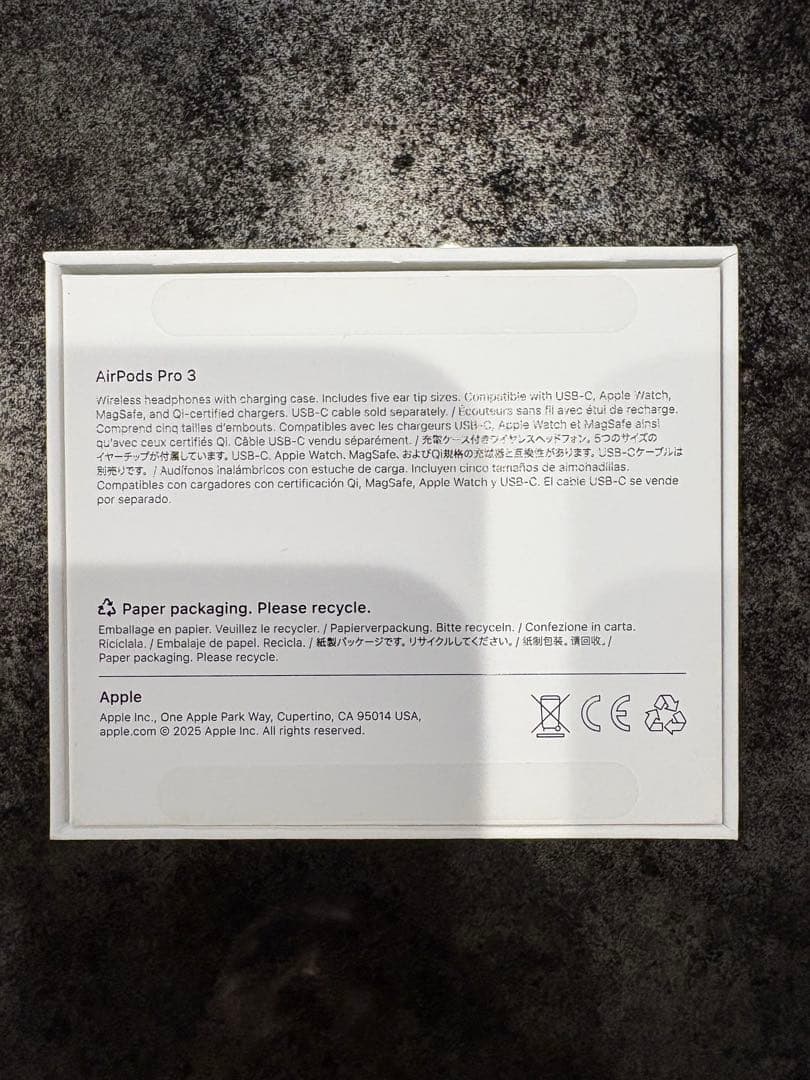 AirPods Pro 3
Wireless headphones with charging case. Includes five ear tip sizes. Compatible with USB-C, Apple Watch,
MagSafe, and Qi-certified chargers. USB-C cable sold separately. / Écouteurs sans fil avec étui de recharge.
Comprend cinq tailles d'embouts. Compatibles avec les chargeurs USB-C, Apple Watch et MagSafe ainsi
qu'avec ceux certifiés Qi. Câble USB-C vendu séparément. / 充電ケース付きワイヤレスヘッドフォン。5つのサイズの
イヤーチップが付属しています。USB-C、Apple Watch、MagSafe、およびQi規格の充電器と互換性があります。USB-Cケーブルは
別売りです。 / Audífonos inalámbricos con estuche de carga. Incluyen cinco tamaños de almohadillas.
Compatibles con cargadores con certificación Qi, MagSafe, Apple Watch y USB-C. El cable USB-C se vende
por separado.
Paper packaging. Please recycle.
Emballage en papier. Veuillez le recycler. / Papierverpackung. Bitte recyceln. / Confezione in carta.
Riciclala. / Embalaje de papel. Recicla. / 紙製パッケージです。リサイクルしてください。/ 纸制包装。请回收。/
Paper packaging. Please recycle.
Apple
Apple Inc., One Apple Park Way, Cupertino, CA 95014 USA,
apple.com © 2025 Apple Inc. All rights reserved.
CE